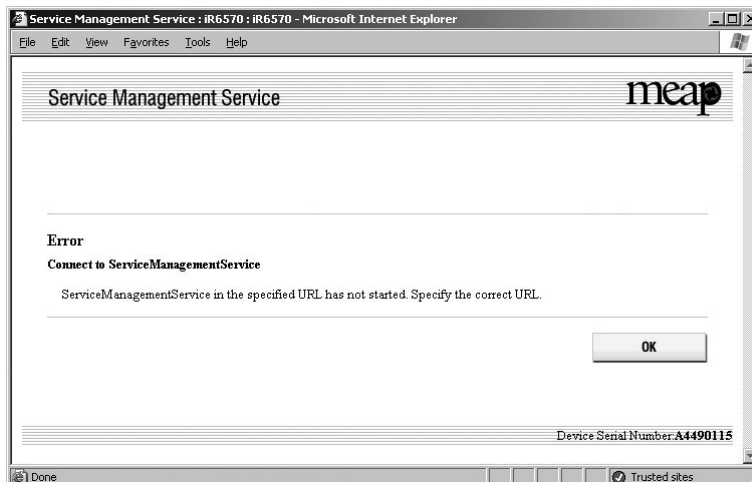 Service Management Service : iR6570 : iR6570 - Microsoft Internet Explorer
File Edit View Favorites Tools Help
Service Management Service
meap
Error
Connect to ServiceManagementService
ServiceManagementService in the specified URL has not started. Specify the correct URL.
OK
Device Serial Number:A4490115
Done
Trusted sites